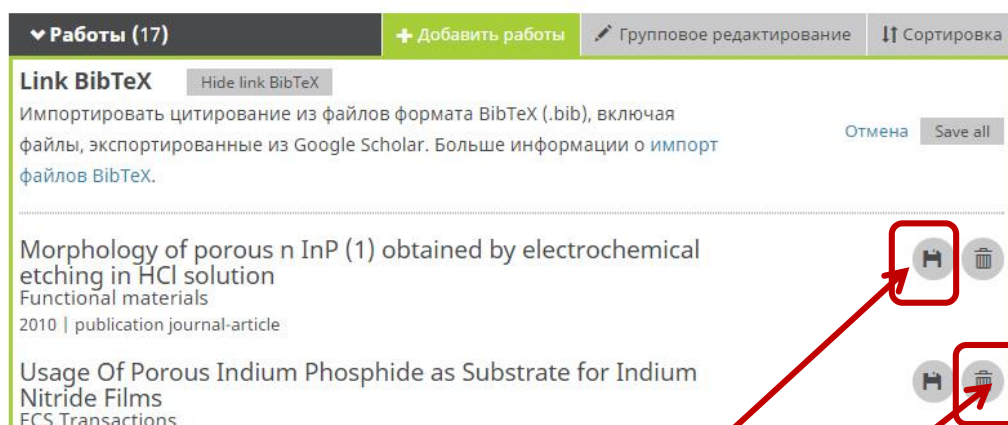 Работы (17) Добавить работы Групповое редактирование Сортировка
Link BibTeX Hide link BibTeX
Импортировать цитирование из файлов формата BibTeX (.bib), включая
файлы, экспортированные из Google Scholar. Больше информации о импорт
файлов BibTeX.
Отмена Save all
Morphology of porous n InP (1) obtained by electrochemical
etching in HCl solution
Functional materials
2010 | publication journal-article
Usage Of Porous Indium Phosphide as Substrate for Indium
Nitride Films
ECS Transactions